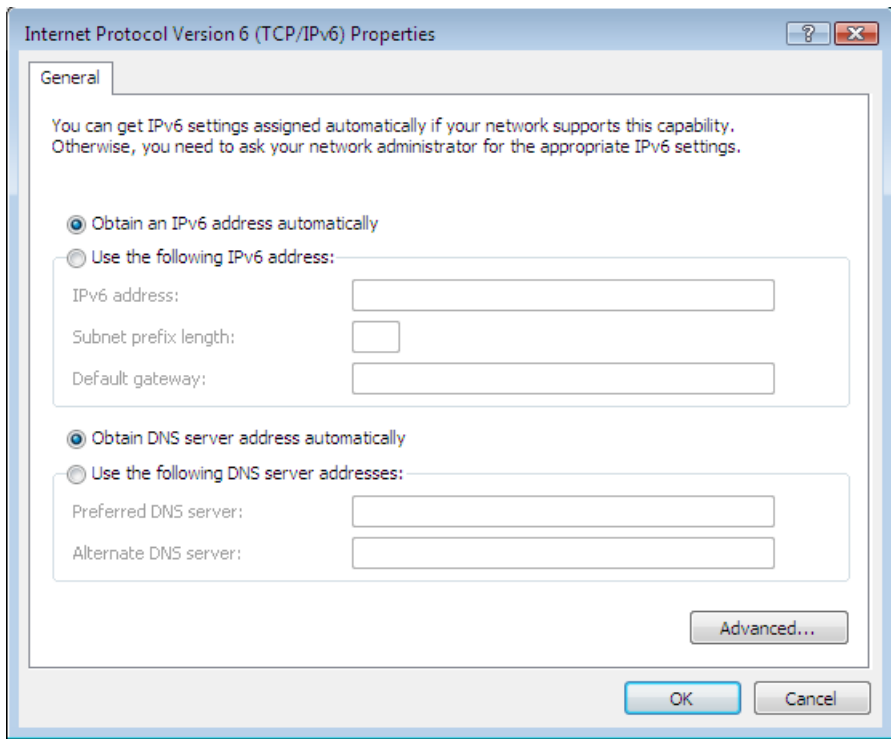 Internet Protocol Version 6 (TCP/IPv6) Properties
?
General
You can get IPv6 settings assigned automatically if your network supports this capability.
Otherwise, you need to ask your network administrator for the appropriate IPv6 settings.
Obtain an IPv6 address automatically
Use the following IPv6 address:
IPv6 address:
Subnet prefix length:
Default gateway:
Obtain DNS server address automatically
Use the following DNS server addresses:
Preferred DNS server:
Alternate DNS server:
Advanced...
OK
Cancel